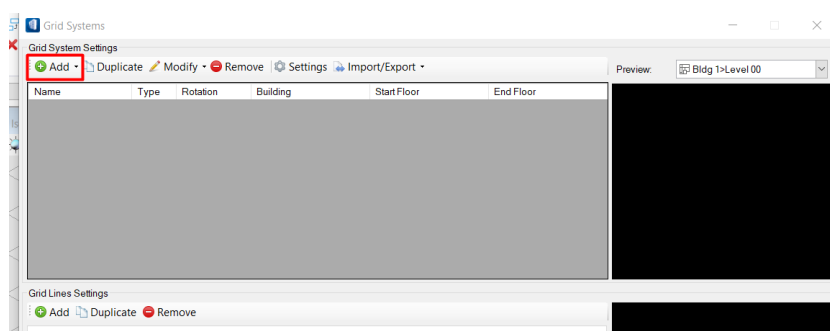 Grid Systems
Grid System Settings
Add Duplicate Modify Remove Settings Import/Export
Preview: Bldg 1>Level 00
Name Type Rotation Building Start Floor End Floor
Grid Lines Settings
Add Duplicate Remove